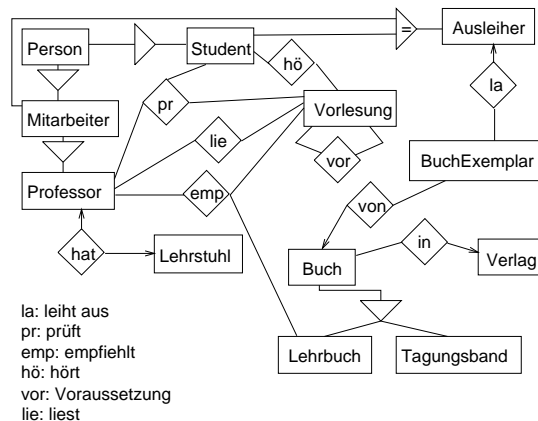 Person
Student
=
Ausleiher
hö
la
Mitarbeiter
pr
Vorlesung
lie
vor
BuchExemplar
Professor
emp
von
hat
Lehrstuhl
Buch
in
Verlag
la: leiht aus
pr: prüft
emp: empfiehlt
hö: hört
vor: Voraussetzung
lie: liest
Lehrbuch
Tagungsband